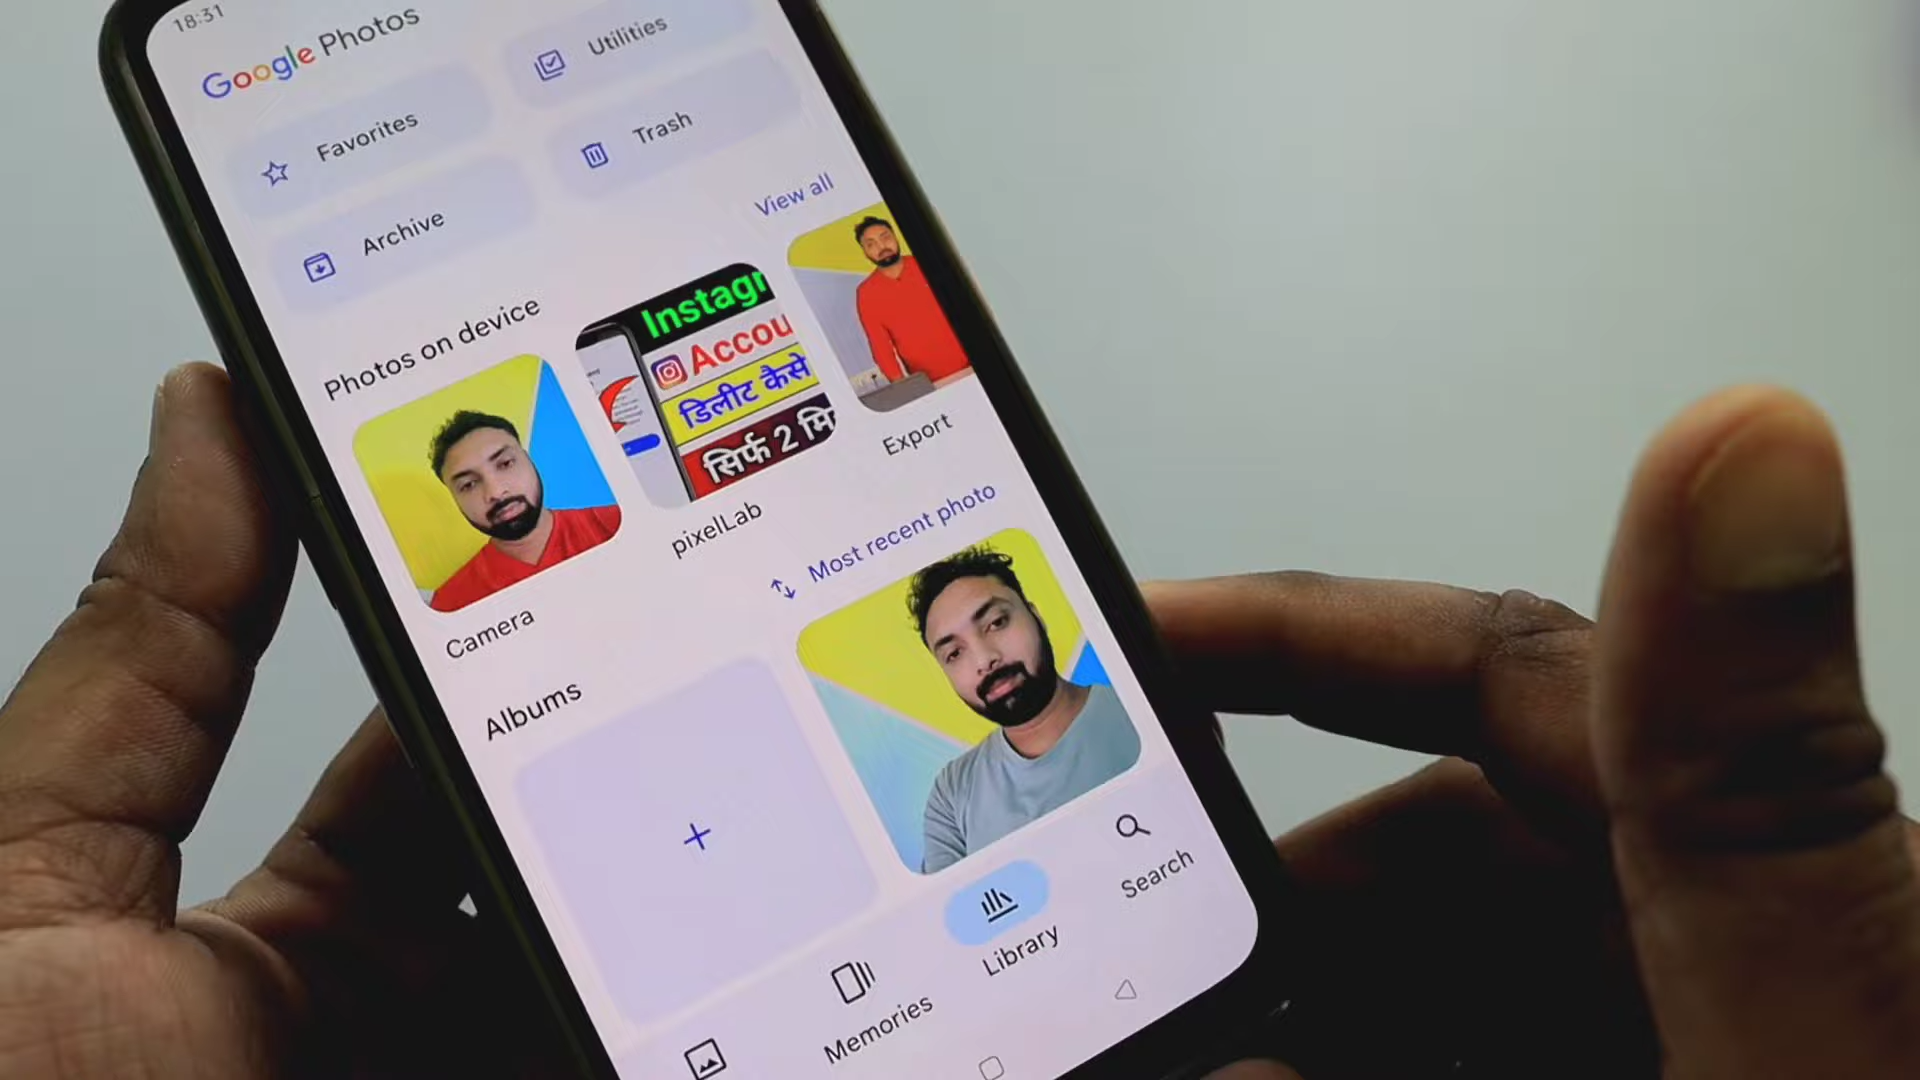 18:31
Google Photos
Favorites
Utilities
Archive
Trash
Photos on device
View all
Instagr
Accou
डिलीट कैसे
सिर्फ 2 मि
Camera
pixelLab
Export
Albums
Most recent photo
Memories
Library
Search